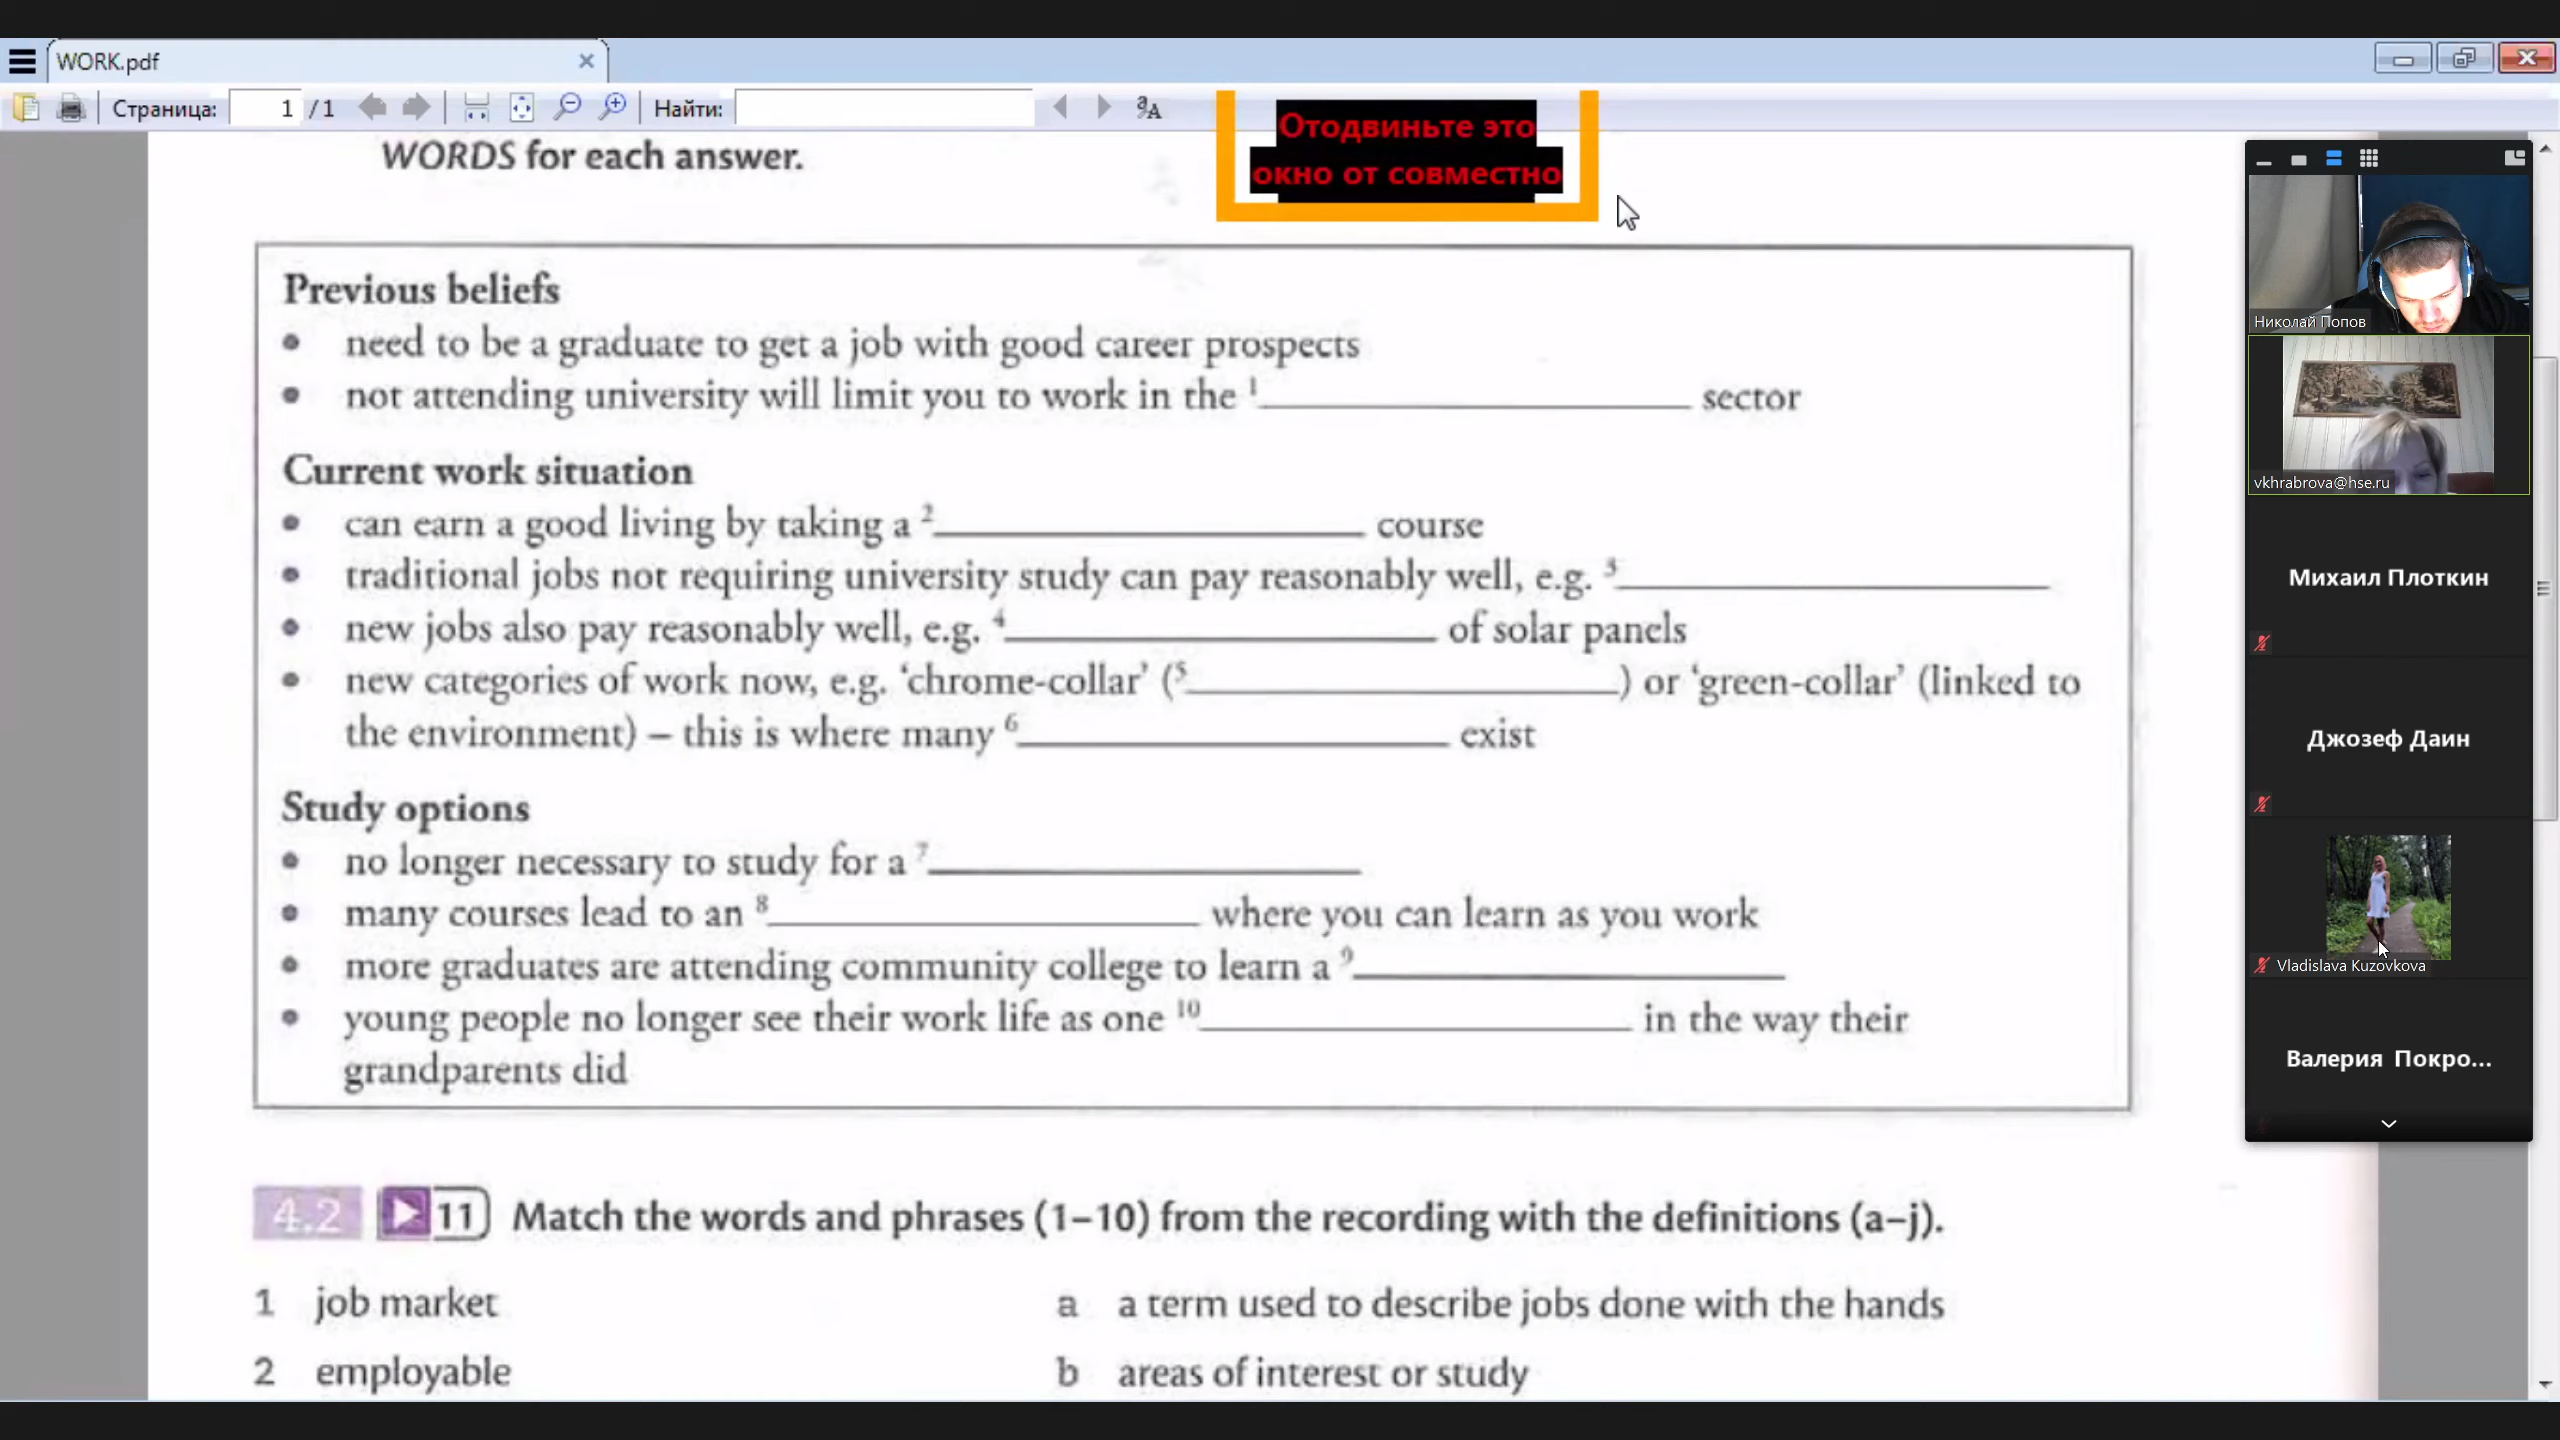 WORK.pdf
Страница: 1 / 1 Найти:
WORDS for each answer.
Отодвиньте это
окно от совместно
Previous beliefs
• need to be a graduate to get a job with good career prospects
• not attending university will limit you to work in the 1 sector
Current work situation
• can earn a good living by taking a 2 course
• traditional jobs not requiring university study can pay reasonably well, e.g. 3
• new jobs also pay reasonably well, e.g. 4 of solar panels
• new categories of work now, e.g. ‘chrome-collar’ (5 ) or ‘green-collar’ (linked to
the environment) – this is where many 6 exist
Study options
• no longer necessary to study for a 7
• many courses lead to an 8 where you can learn as you work
• more graduates are attending community college to learn a 9
• young people no longer see their work life as one 10 in the way their
grandparents did
4.2 11 Match the words and phrases (1–10) from the recording with the definitions (a–j).
1 job market
a a term used to describe jobs done with the hands
2 employable
b areas of interest or study
Николай Попов
vkhrabrova@hse.ru
Михаил Плоткин
Джозеф Даин
Vladislava Kuzovkova
Валерия Покро...